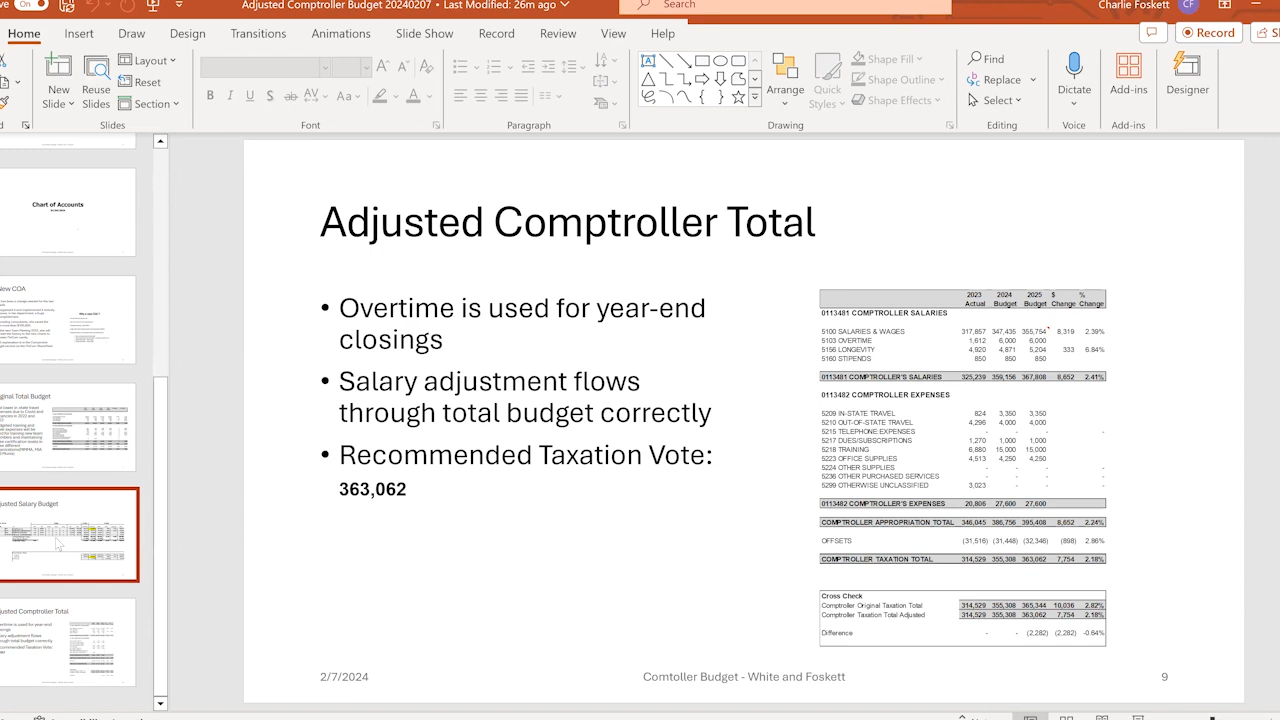 On
Adjusted Comptroller Budget 20240207 • Last Modified: 26m ago
Search
Charlie Foskett
CF
Home Insert Draw Design Transitions Animations Slide Show Record Review View Help
Record
New Slide
Reuse Slides
Layout
Reset
Section
Slides
B I U S ab AV Aa A
Font
Paragraph
Arrange
Quick Styles
Shape Fill
Shape Outline
Shape Effects
Drawing
Find
Replace
Select
Editing
Dictate
Voice
Add-ins
Add-ins
Designer
Chart of Accounts
New COA
ginal Total Budget
justed Salary Budget
justed Comptroller Total
Adjusted Comptroller Total
• Overtime is used for year-end
closings
• Salary adjustment flows
through total budget correctly
• Recommended Taxation Vote:
363,062
2023 2024 2025 $ %
Actual Budget Budget Change Change
0113481 COMPTROLLER SALARIES
5100 SALARIES & WAGES 317,857 347,435 355,754 8,319 2.39%
5103 OVERTIME 1,612 6,000 6,000
5156 LONGEVITY 4,920 4,871 5,204 333 6.84%
5160 STIPENDS 850 850 850
0113481 COMPTROLLER'S SALARIES 325,239 359,156 367,808 8,652 2.41%
0113482 COMPTROLLER EXPENSES
5209 IN-STATE TRAVEL 824 3,350 3,350
5210 OUT-OF-STATE TRAVEL 4,296 4,000 4,000
5215 TELEPHONE EXPENSES - - - -
5217 DUES/SUBSCRIPTIONS 1,270 1,000 1,000
5218 TRAINING 6,880 15,000 15,000
5223 OFFICE SUPPLIES 4,513 4,250 4,250
5224 OTHER SUPPLIES - - - -
5236 OTHER PURCHASED SERVICES - - - -
5299 OTHERWISE UNCLASSIFIED 3,023 - - -
0113482 COMPTROLLER'S EXPENSES 20,806 27,600 27,600
COMPTROLLER APPROPRIATION TOTAL 346,045 386,756 395,408 8,652 2.24%
OFFSETS (31,516) (31,448) (32,346) (898) 2.86%
COMPTROLLER TAXATION TOTAL 314,529 355,308 363,062 7,754 2.18%
Cross Check
Comptroller Original Taxation Total 314,529 355,308 365,344 10,036 2.82%
Comptroller Taxation Total Adjusted 314,529 355,308 363,062 7,754 2.18%
Difference - - (2,282) (2,282) -0.64%
2/7/2024
Comtoller Budget - White and Foskett
9